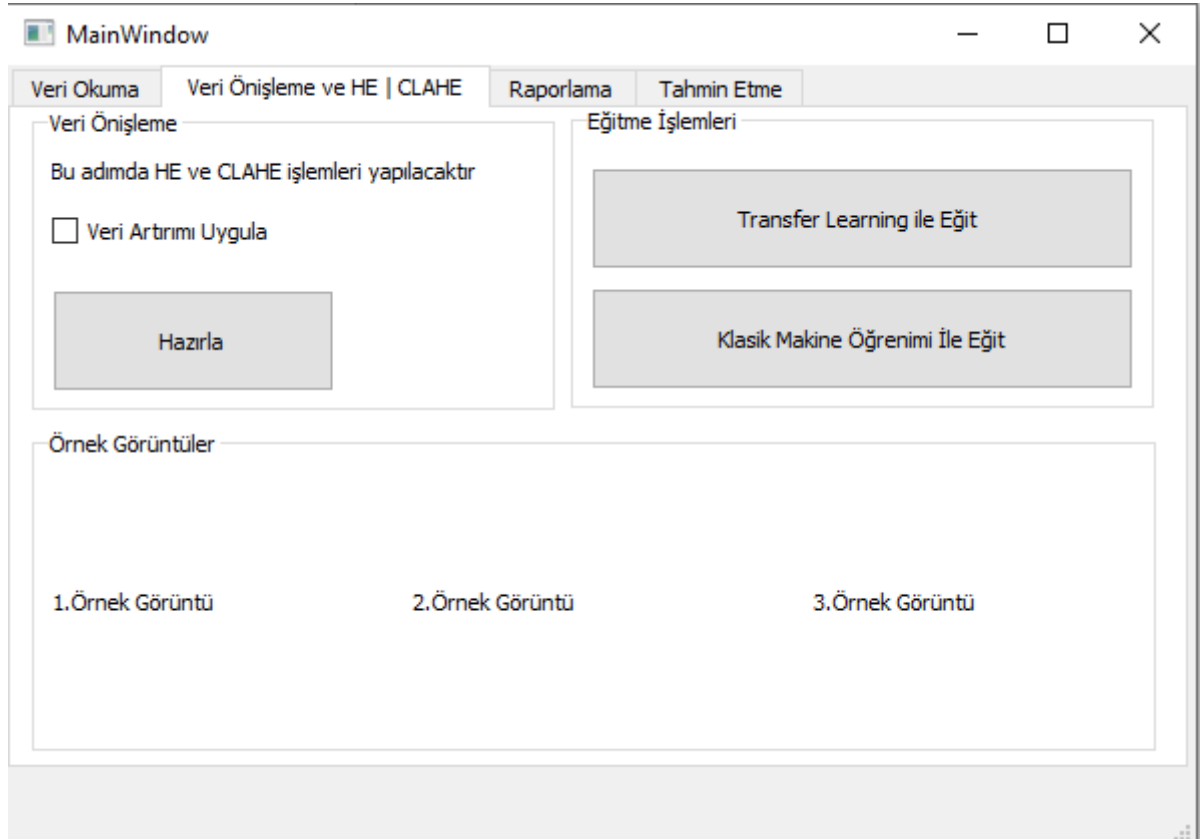 MainWindow
Veri Okuma
Veri Önişleme ve HE | CLAHE
Raporlama
Tahmin Etme
Veri Önişleme
Bu adımda HE ve CLAHE işlemleri yapılacaktır
Veri Artırımı Uygula
Hazırla
Eğitme İşlemleri
Transfer Learning ile Eğit
Klasik Makine Öğrenimi İle Eğit
Örnek Görüntüler
1.Örnek Görüntü
2.Örnek Görüntü
3.Örnek Görüntü